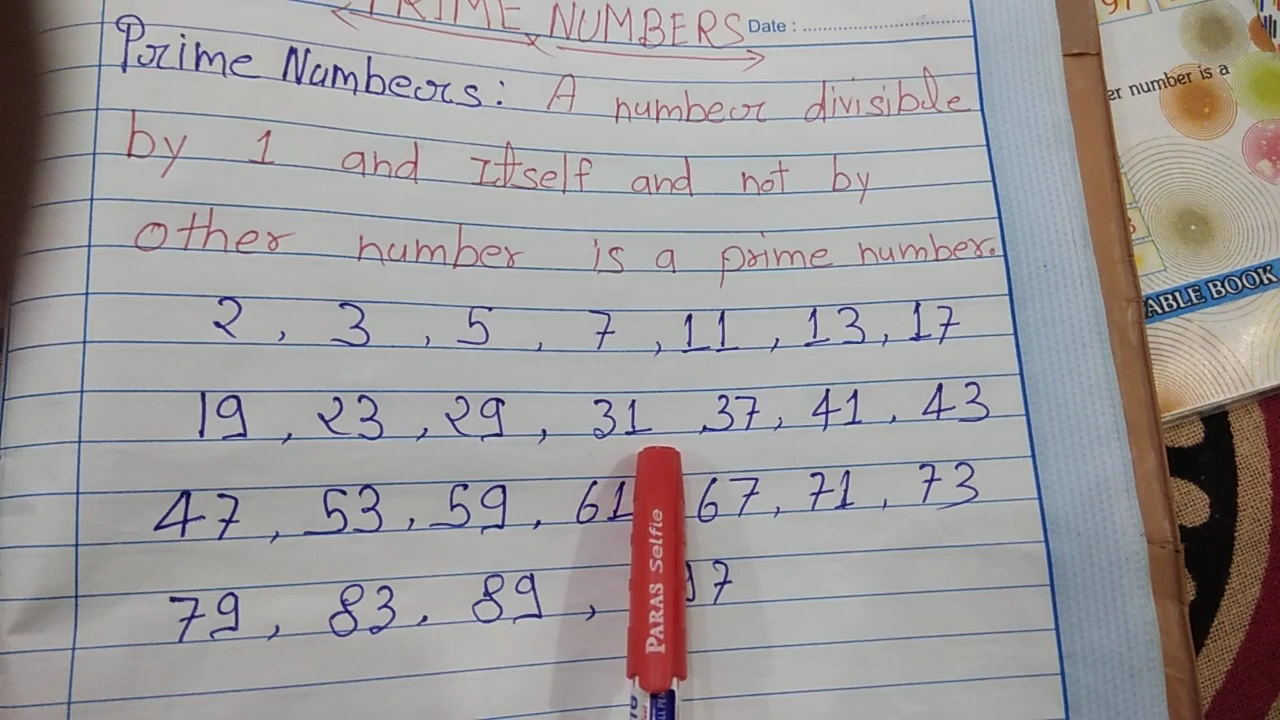 PRIME NUMBERS
Date :
Prime Numbers: A number divisible
by 1 and Itself and not by
other number is a prime number.
2, 3, 5, 7, 11, 13, 17
19, 23, 29, 31, 37, 41, 43
47, 53, 59, 61 67, 71, 73
79, 83, 89, 97
PARAS Selfie
91
er number is a
ABLE BOOK